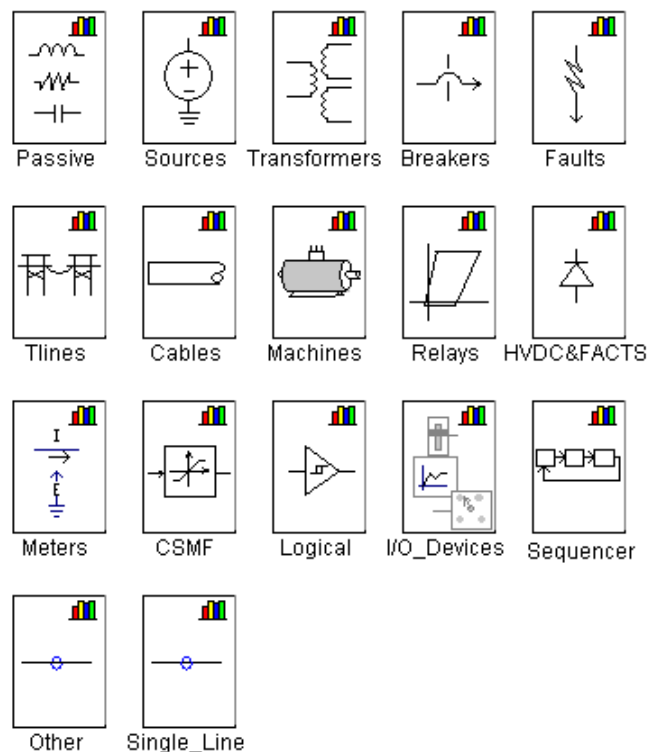 Passive
Sources
Transformers
Breakers
Faults
Tlines
Cables
Machines
Relays
HVDC&FACTS
I
E
Meters
CSMF
Logical
I/O_Devices
Sequencer
Other
Single_Line